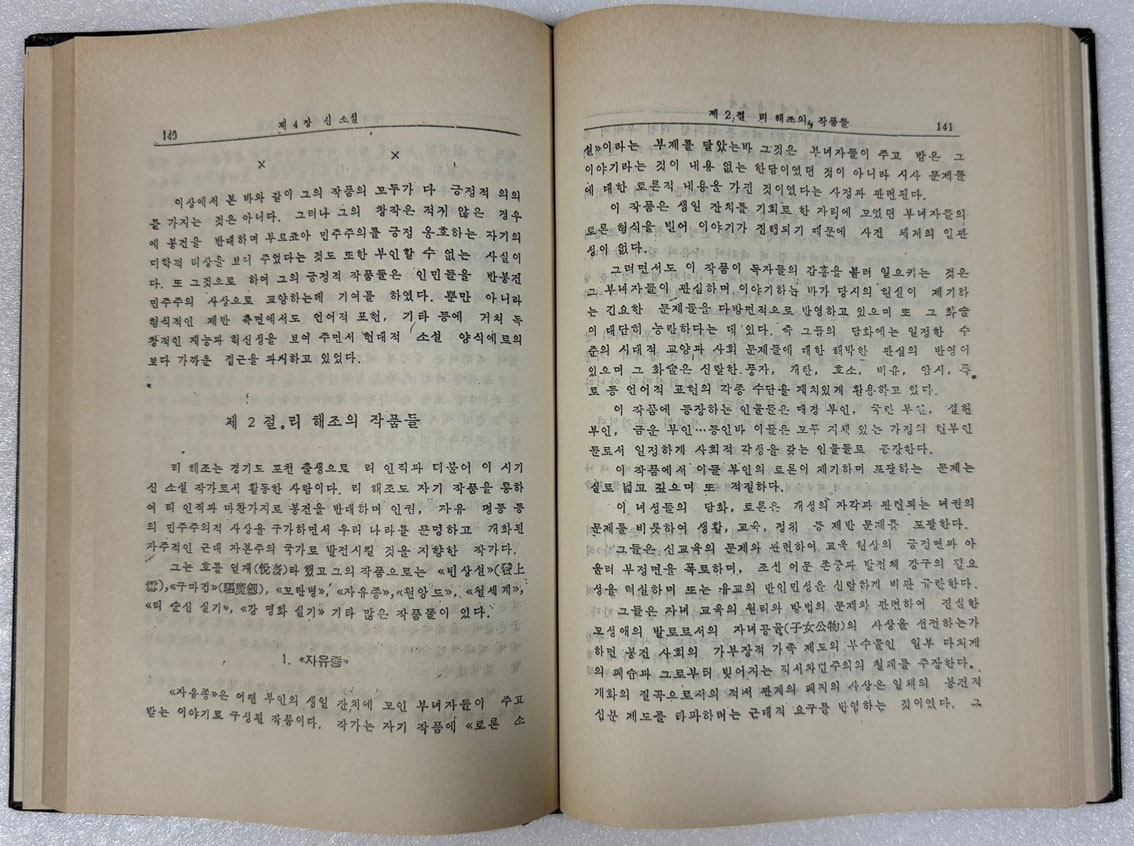 140
제 4 장 신 소설
× ×
이상에서 본 바와 같이 그의 작품의 모두가 다 긍정적 의의
를 가지는 것은 아니다. 그러나 그의 창작은 적지 않은 경우
에 봉건을 반대하며 부르죠아 민주주의를 긍정 옹호하는 자기의
미학적 리상을 보여 주었다는 것도 또한 부인할 수 없는 사실이
다. 또 그것으로 하여 그의 긍정적 작품들은 인민들을 반봉건
민주주의 사상으로 교양하는데 기여를 하였다. 뿐만 아니라
형식적인 제반 측면에서도 언어적 표현, 기타 등에 거쳐 독
창적인 재능과 혁신성을 보여 주면서 현대적 소설 양식에로의
보다 가까운 접근을 과시하고 있었다.
제 2 절. 리 해조의 작품들
리 해조는 경기도 포천 출생으로 리 인직과 더불어 이 시기
신 소설 작가로서 활동한 사람이다. 리 해조도 자기 작품을 통하
여 리 인직과 마찬가지로 봉건을 반대하며 인권, 자유 평등 등
의 민주주의적 사상을 구가하면서 우리 나라를 문명하고 개화된
자주적인 근대 자본주의 국가로 발전시킬 것을 지향한 작가다.
그는 호를 열재(悅斋)라 했고 그의 작품으로는 «빈상설»(鬢上
雪), «구마검»(驅魔劒), «모란병», «자유종», «원앙도», «천세계»,
«리 순신 실기», «강 명화 실기» 기타 많은 작품들이 있다.
1. «자유종»
«자유종»은 어떤 부인의 생일 잔치에 모인 부녀자들이 주고
받는 이야기로 구성된 작품이다. 작가는 자기 작품에 «토론 소
제 2 절 리 해조의 작품들
141
설»이라는 부제를 달았는바 그것은 부녀자들이 주고 받은 그
이야기라는 것이 내용 없는 한담이였던 것이 아니라 시사 문제들
에 대한 토론적 내용을 가진 것이였다는 사정과 관련된다.
이 작품은 생일 잔치를 기회로 한 자리에 모였던 부녀자들의
토론 형식을 빌어 이야기가 진행되기 때문에 사건 체계의 일관
성이 없다.
그러면서도 이 작품이 독자들의 감흥을 불러 일으키는 것은
그 부녀자들이 관심하며 이야기하는 바가 당시의 현실이 제기하
는 긴요한 문제들을 다방면적으로 반영하고 있으며 또 그 화술
이 대단히 능란하다는 데 있다. 즉 그들의 담화에는 일정한 수
준의 시대적 교양과 사회 문제들에 대한 해박한 관심의 반영이
있으며 그 화술은 신랄한 풍자, 개탄, 호소, 비유, 암시, 폭
로 등 언어적 표현의 각종 수단을 재치있게 활용하고 있다.
이 작품에 등장하는 인물들은 매경 부인, 국란 부인, 설헌
부인, 금운 부인…등인바 이들은 모두 지체 있는 가정의 현부인
들로서 일정하게 사회적 각성을 갖는 인물들로 등장한다.
이 작품에서 이들 부인의 토론이 제기하며 포괄하는 문제는
실로 넓고 깊으며 또 적절하다.
이 녀성들의 담화, 토론은 개성의 자각과 관련되는 녀권의
문제를 비롯하여 생활, 교육, 정치 등 제반 문제를 포괄한다.
그들은 신교육의 문제와 관련하여 교육 현상의 긍정면과 아
울러 부정면을 폭로하며, 조선 어문 존중과 발전책 강구의 필요
성을 력설하며 또는 유교의 반인민성을 신랄하게 비판 규탄한다.
그들은 자녀 교육의 원리와 방법의 문제와 관련하여 진실한
모성애의 발로로서의 자녀공물(子女公物)의 사상을 선전하는가
하면 봉건 사회의 가부장적 가족 제도의 부수물인 일부 다처제
의 폐습과 그로부터 빚어지는 적서차별주의의 철폐를 주장한다.
개화의 절곡으로서의 적서 관계의 폐지의 사상은 일체의 봉건적
신분 제도를 타파하려는 근대적 요구를 반영하는 것이였다. 그